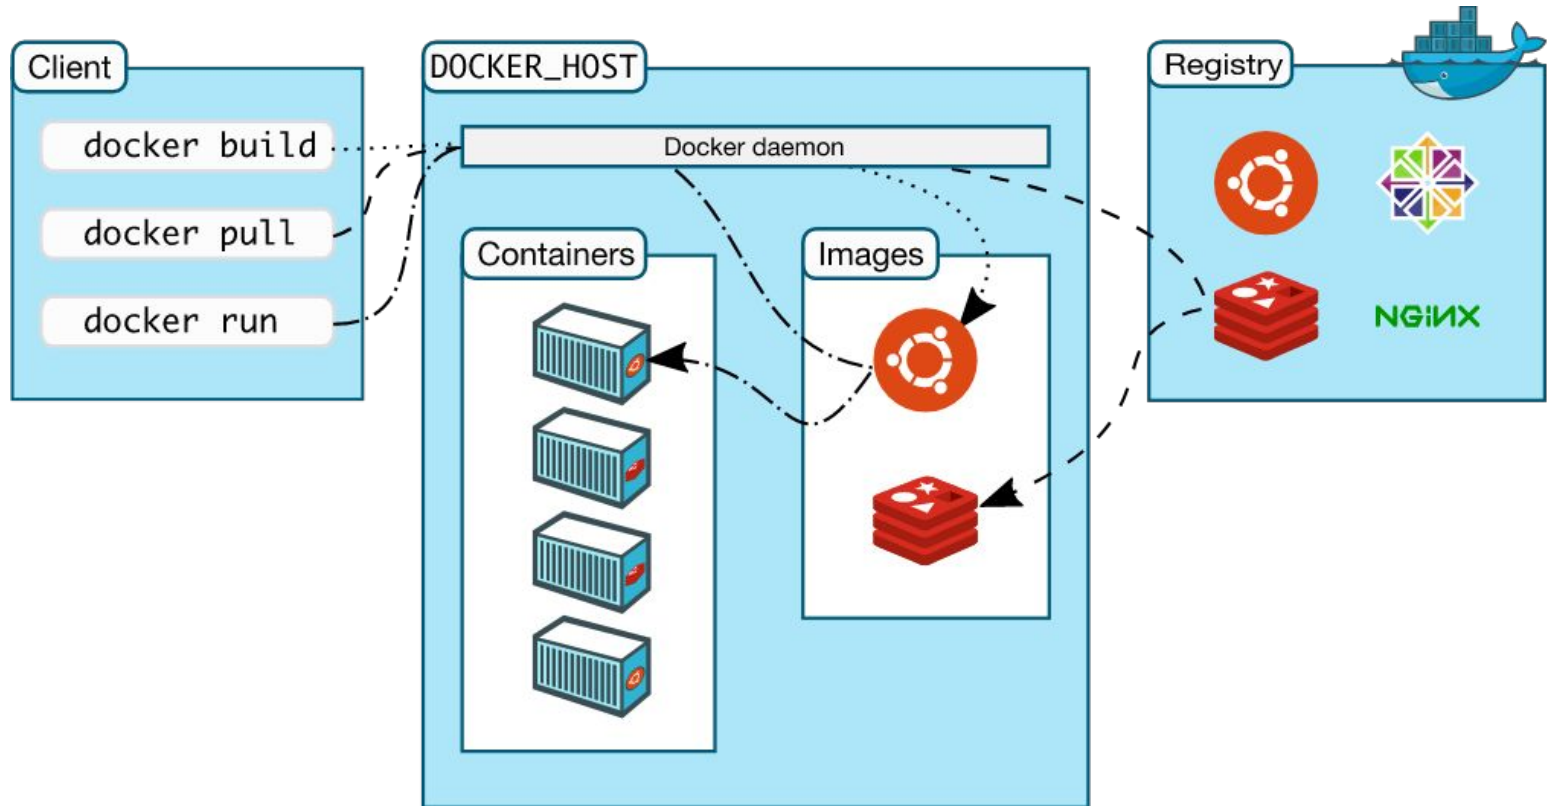 Client
docker build
docker pull
docker run
DOCKER_HOST
Docker daemon
Containers
Images
Registry
NGiNX